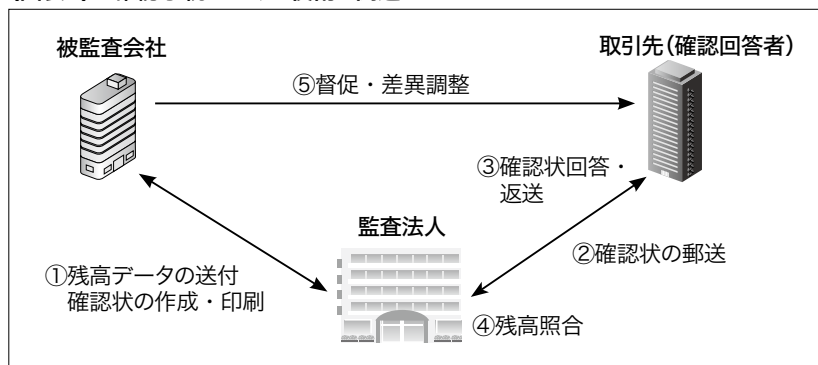 被監査会社
取引先（確認回答者）
⑤督促・差異調整
③確認状回答・
返送
監査法人
②確認状の郵送
①残高データの送付
確認状の作成・印刷
④残高照合